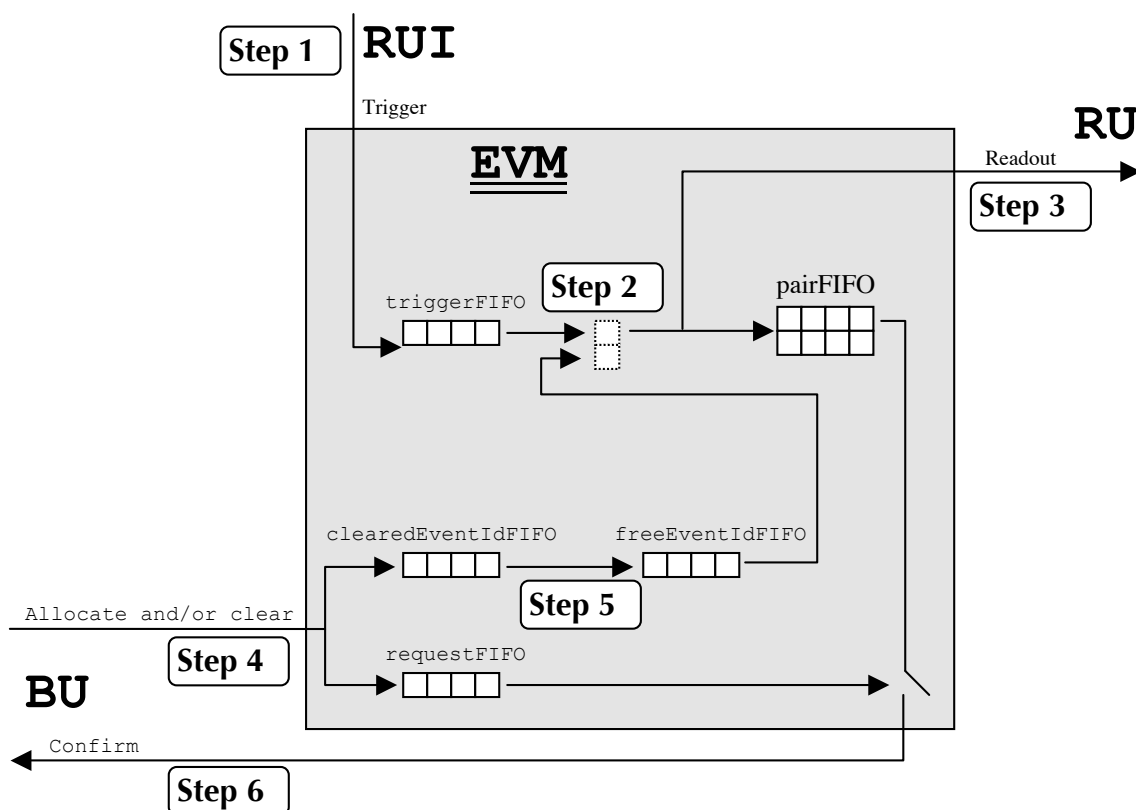 Step 1
RUI
Trigger
RU
EVM
Readout
Step 3
Step 2
pairFIFO
triggerFIFO
clearedEventIdFIFO
freeEventIdFIFO
Step 5
Allocate and/or clear
Step 4
requestFIFO
BU
Confirm
Step 6